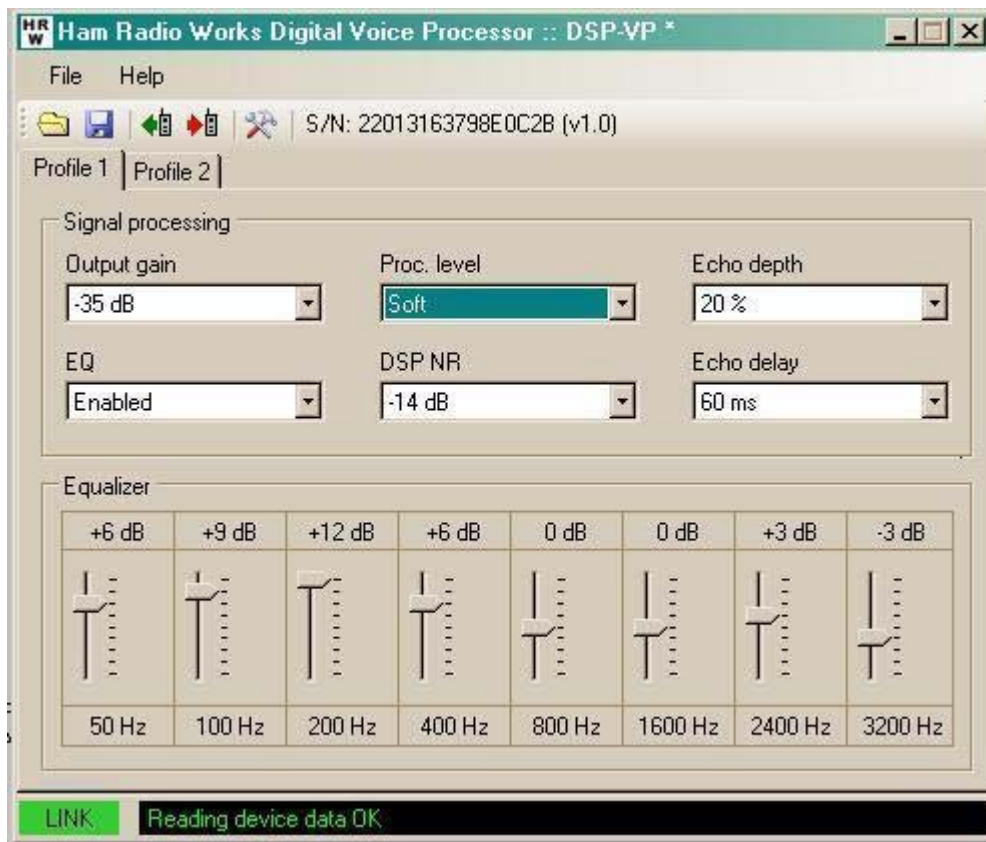 HR W Ham Radio Works Digital Voice Processor :: DSP-VP *
File Help
S/N: 22013163798E0C2B (v1.0)
Profile 1 Profile 2
Signal processing
Output gain Proc. level Echo depth
-35 dB Soft 20 %
EQ DSP NR Echo delay
Enabled -14 dB 60 ms
Equalizer
+6 dB +9 dB +12 dB +6 dB 0 dB 0 dB +3 dB -3 dB
50 Hz 100 Hz 200 Hz 400 Hz 800 Hz 1600 Hz 2400 Hz 3200 Hz
LINK Reading device data OK